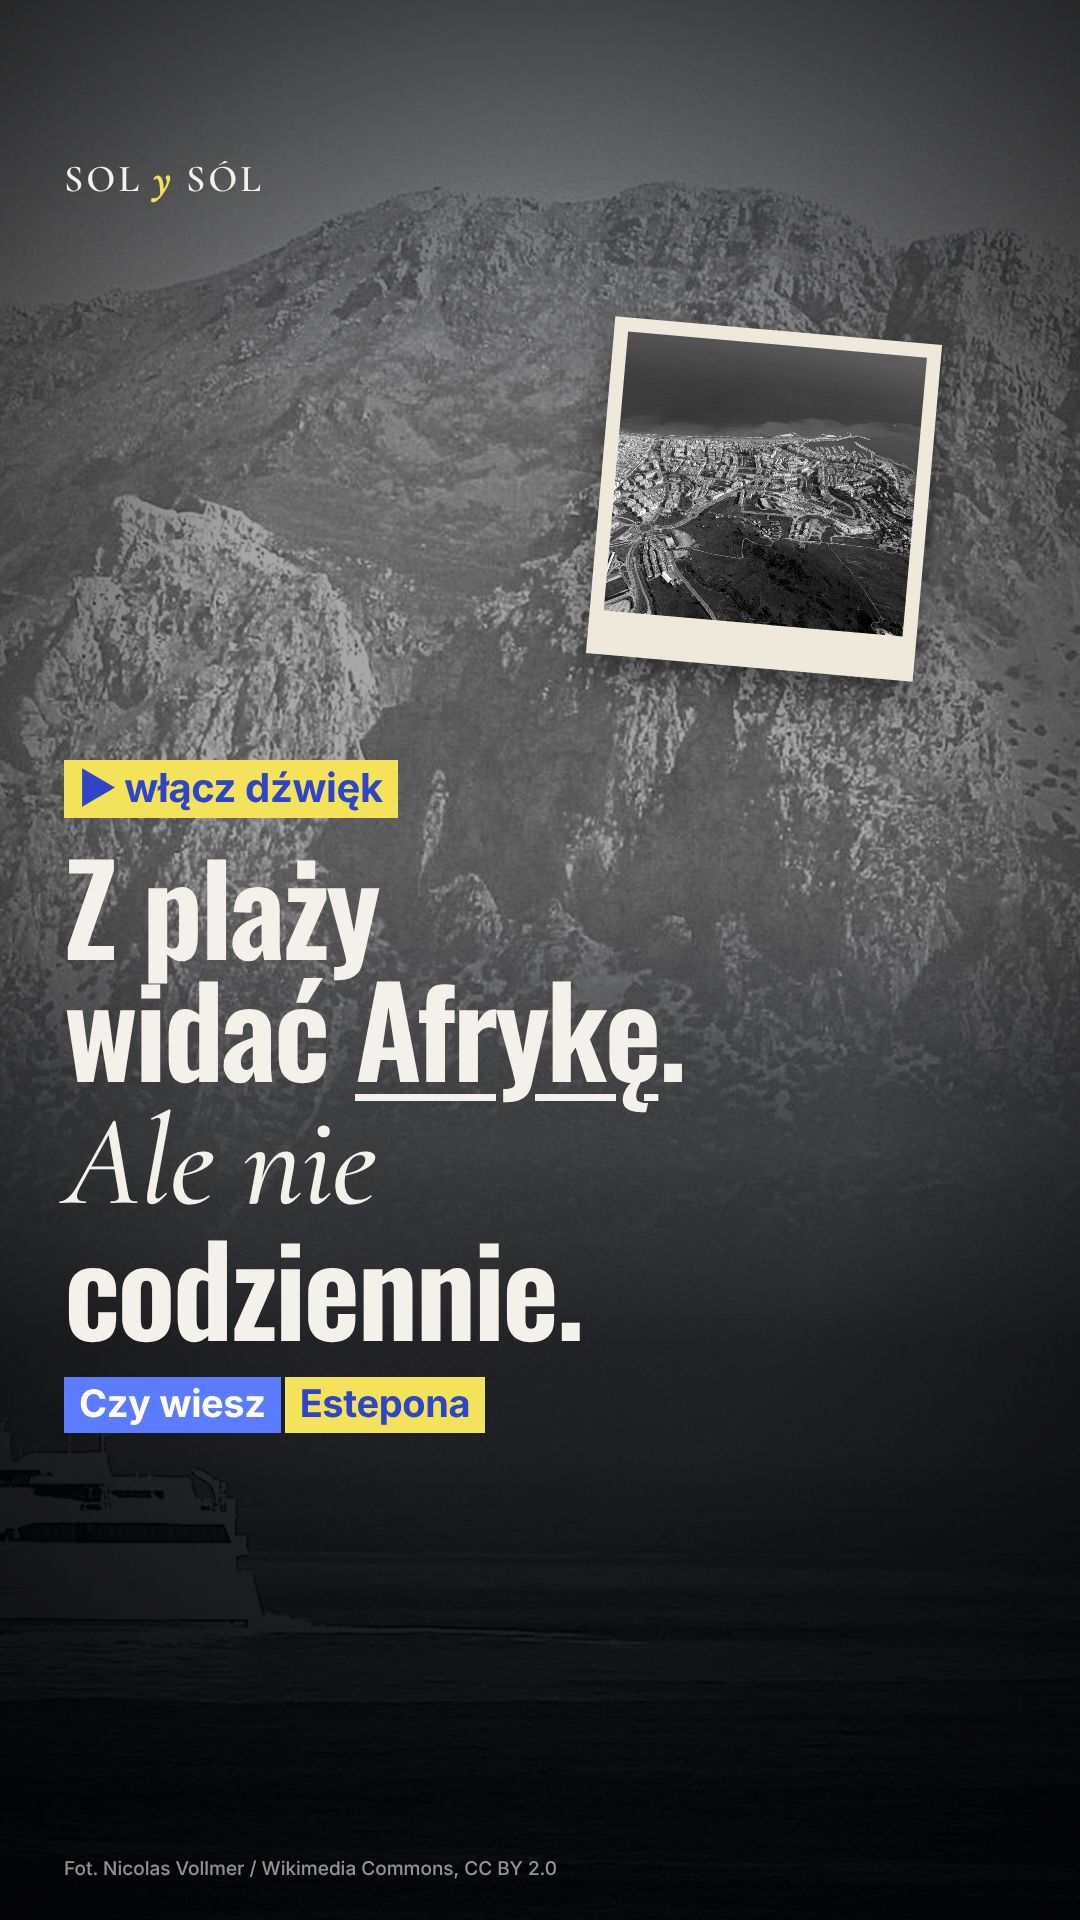 SOL y SÓL
▶ włącz dźwięk
Z plaży
widać Afrykę.
Ale nie
codziennie.
Czy wiesz Estepona
Fot. Nicolas Vollmer / Wikimedia Commons, CC BY 2.0